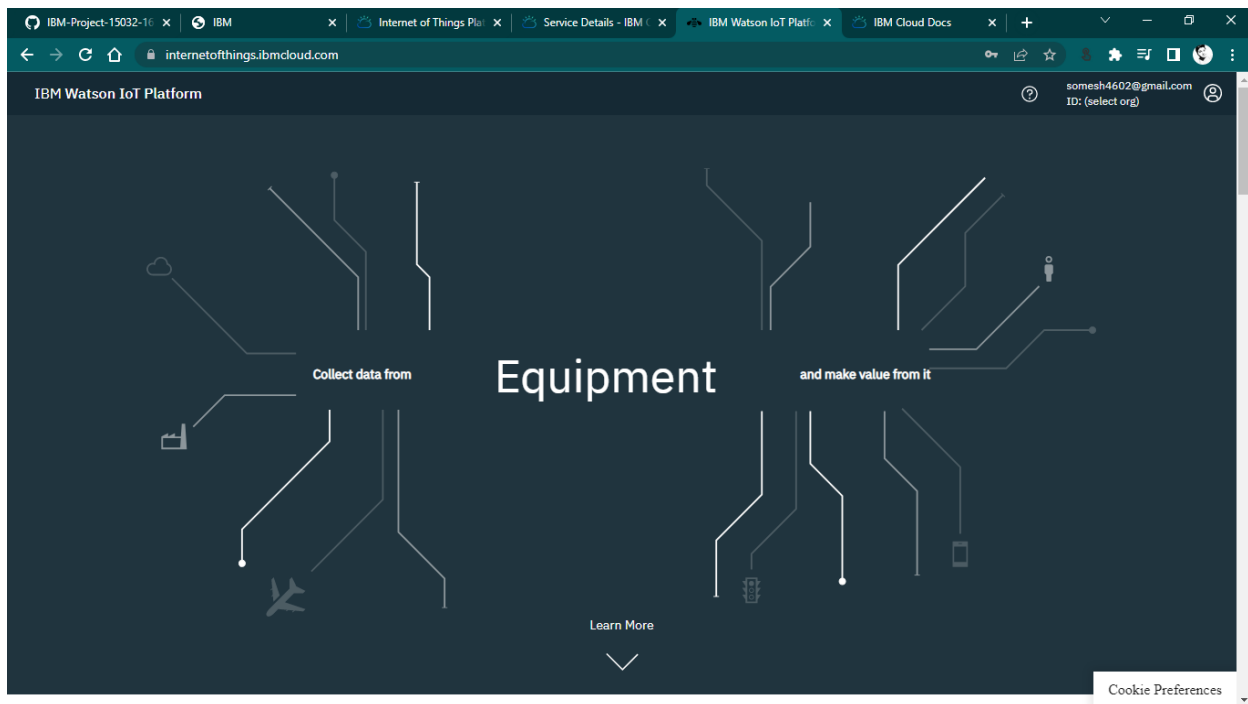 IBM-Project-15032-16
IBM
Internet of Things Plat
Service Details - IBM C
IBM Watson IoT Platfo
IBM Cloud Docs
internetofthings.ibmcloud.com
IBM Watson IoT Platform
somesh4602@gmail.com
ID: (select org)
Collect data from
Equipment
and make value from it
Learn More
Cookie Preferences